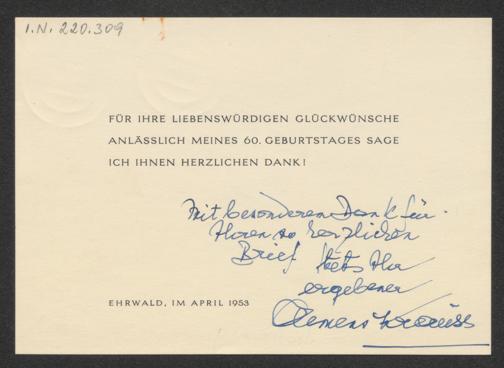 I.N. 220.309
FÜR IHRE LIEBENSWÜRDIGEN GLÜCKWÜNSCHE
ANLÄSSLICH MEINES 60. GEBURTSTAGES SAGE
ICH IHNEN HERZLICHEN DANK!
Mit besonderem Dank für
Ihren so herzlichen
Brief stets Ihr
ergebener
Clemens Krauss
EHRWALD, IM APRIL 1953